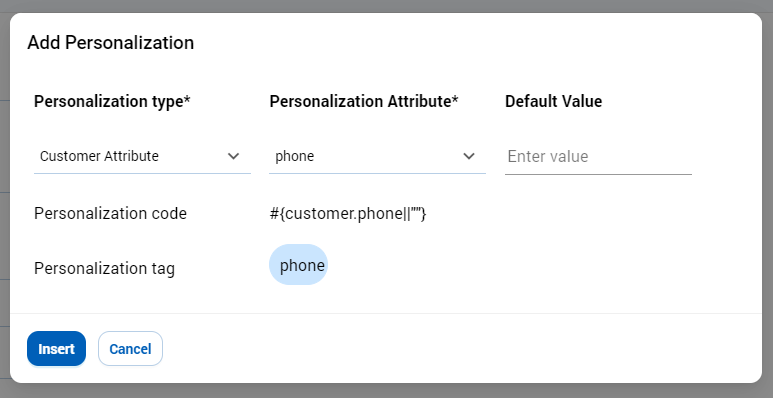 Add Personalization
Personalization type* Personalization Attribute* Default Value
Customer Attribute phone Enter value
Personalization code #{customer.phone||""}
Personalization tag phone
Insert Cancel